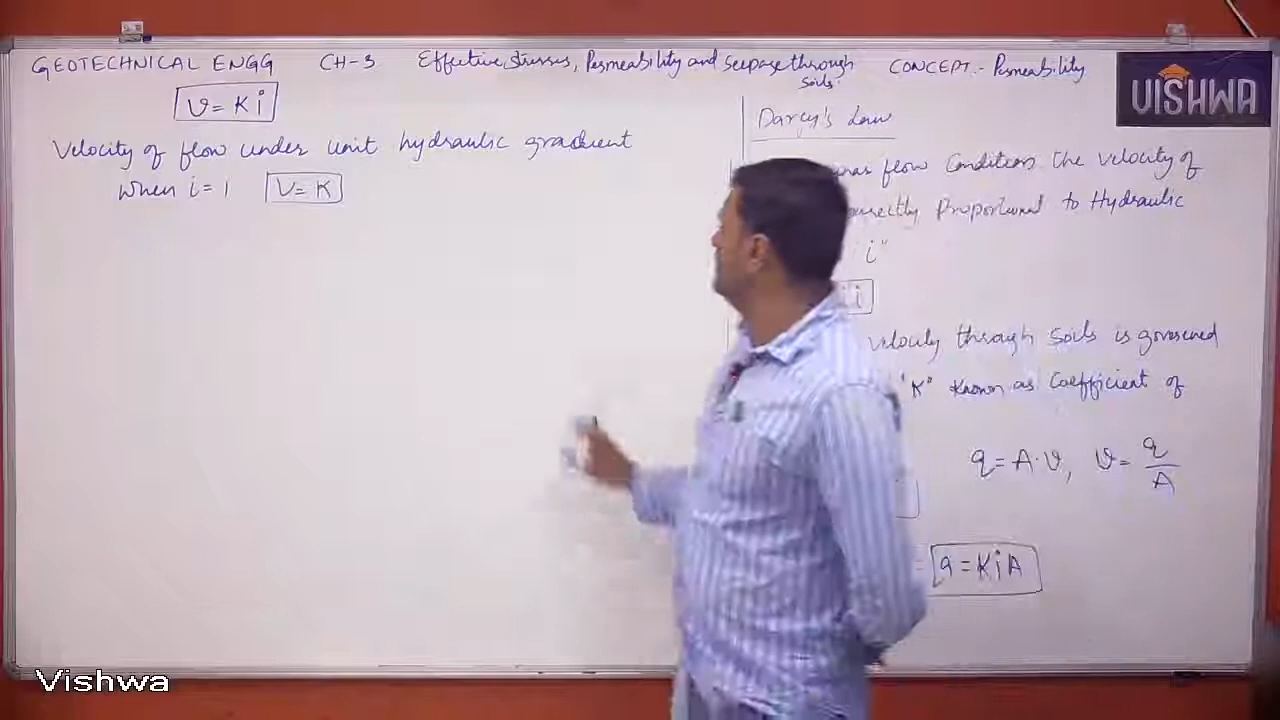 GEOTECHNICAL ENGG CH-3 Effective stresses, Permeability and Seepage through
Soils. CONCEPT:- Permeability
VISHWA
v = K i
Velocity of flow under unit hydraulic gradient
when i = 1 V = K
Darcy's Law
flow Conditions the velocity of
Proportional to Hydraulic
i"
i
velocity through Soils is governed
"K" Known as Coefficient of
q = A·v, v = q/A
= q = KiA
Vishwa